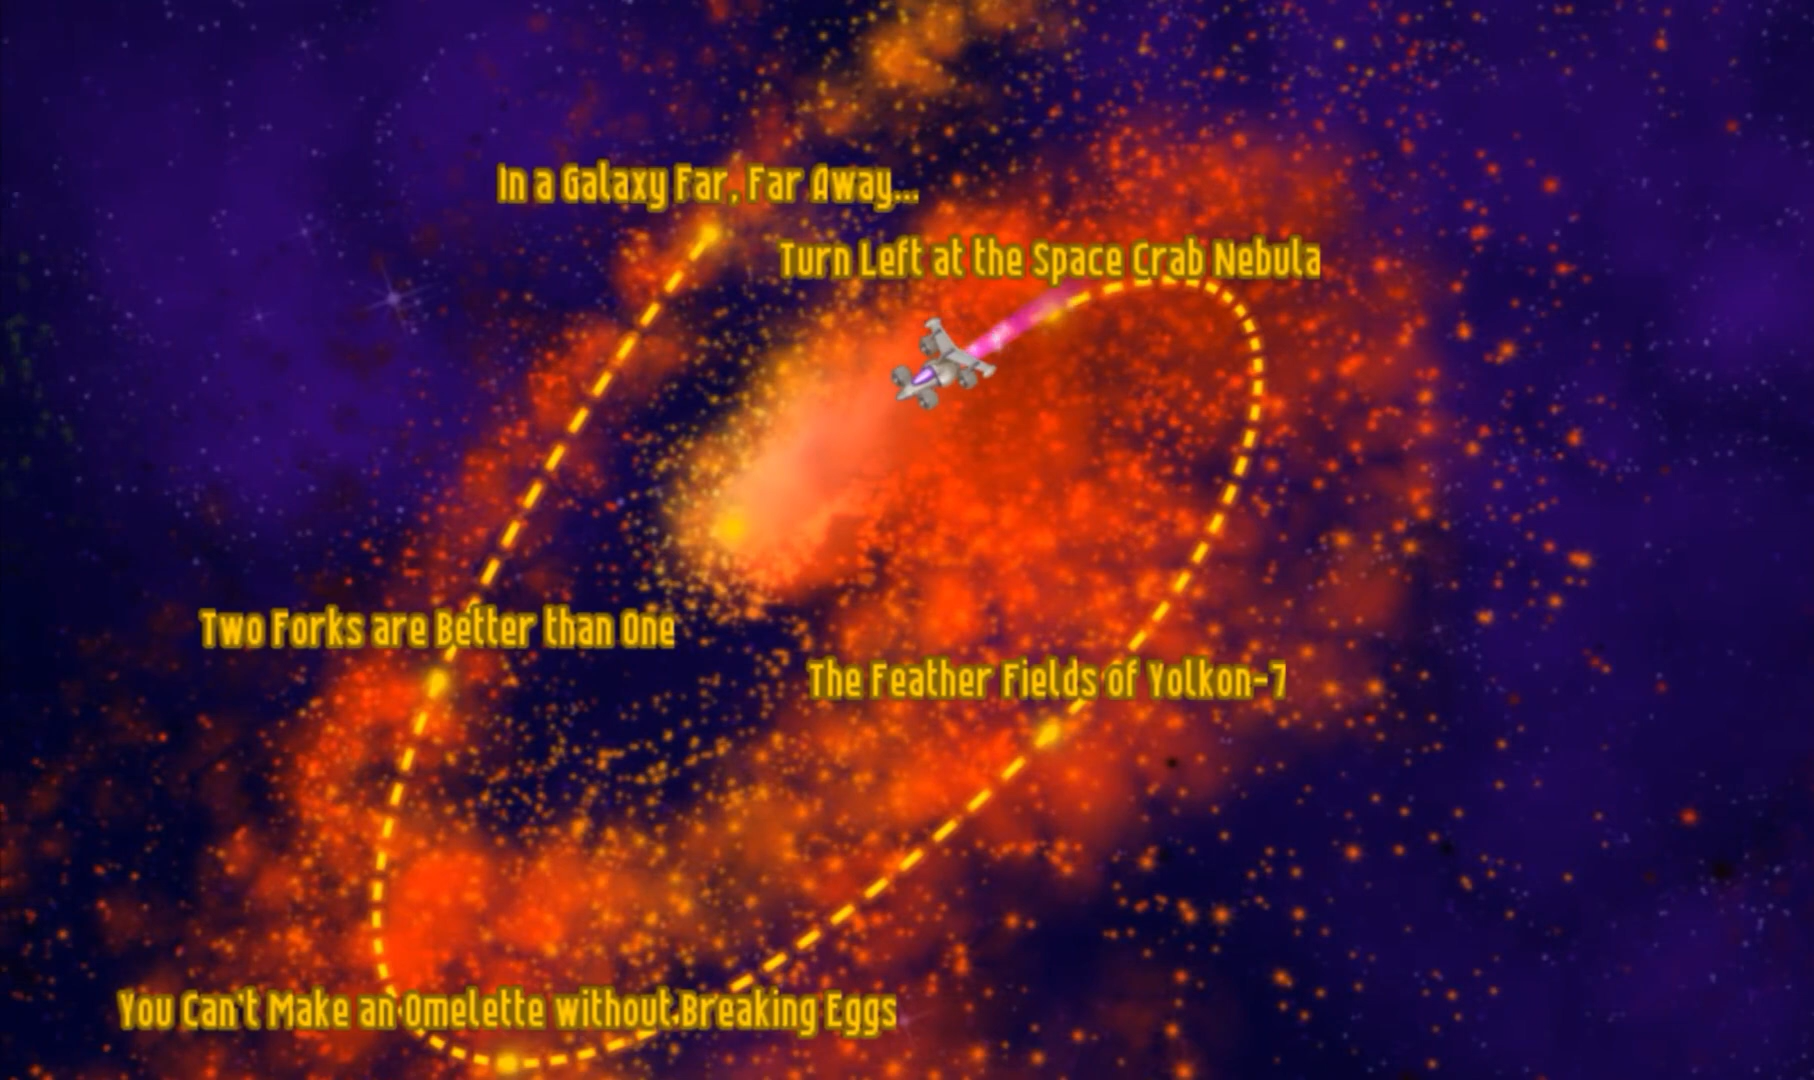 In a Galaxy Far, Far Away...
Turn Left at the Space Crab Nebula
Two Forks are Better than One
The Feather Fields of Yolkon-7
You Can't Make an Omelette without Breaking Eggs